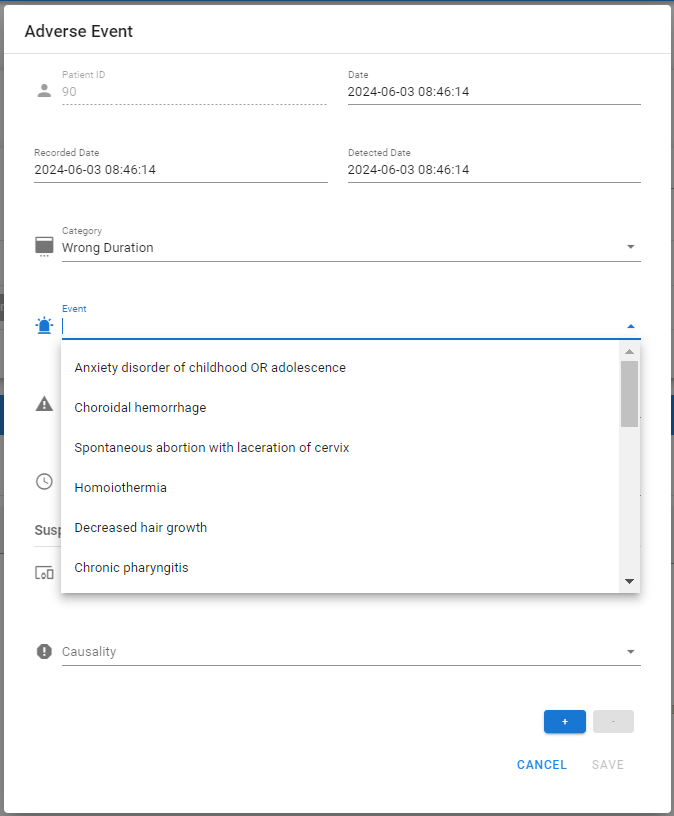 Adverse Event
Patient ID
90
Date
2024-06-03 08:46:14
Recorded Date
2024-06-03 08:46:14
Detected Date
2024-06-03 08:46:14
Category
Wrong Duration
Event
Anxiety disorder of childhood OR adolescence
Choroidal hemorrhage
Spontaneous abortion with laceration of cervix
Homoiothermia
Decreased hair growth
Chronic pharyngitis
Causality
+
-
CANCEL
SAVE